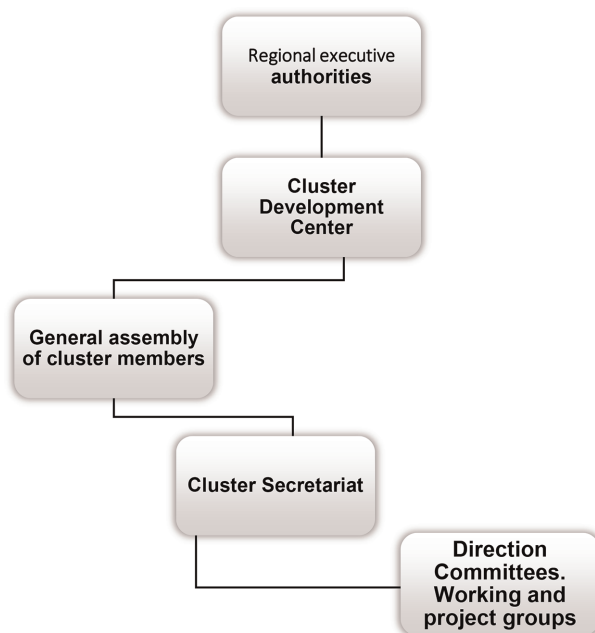 Regional executive
authorities
Cluster
Development
Center
General assembly
of cluster members
Cluster Secretariat
Direction
Committees.
Working and
project groups